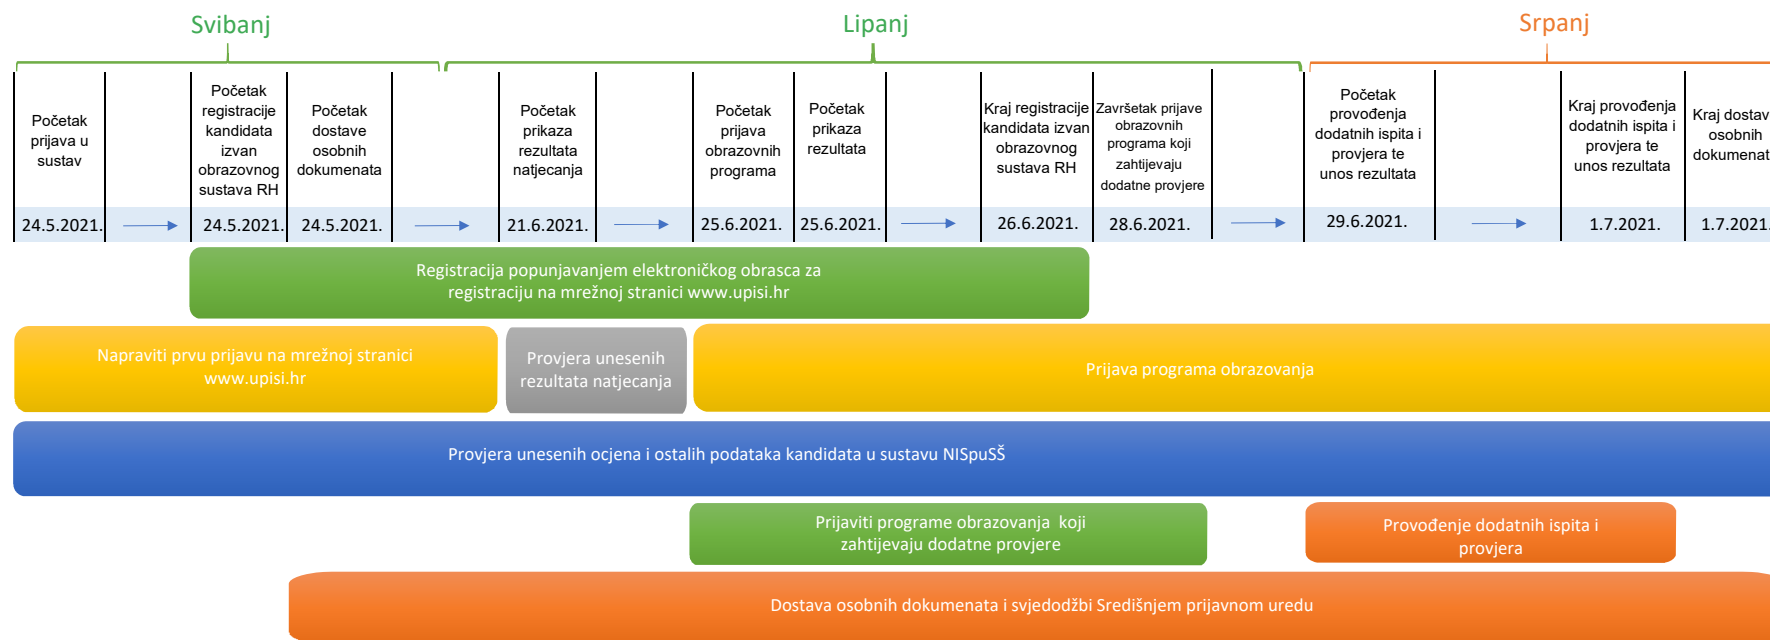 Svibanj
Lipanj
Srpanj
Početak
prijava u
sustav
Početak
registracije
kandidata
izvan
obrazovnog
sustava RH
Početak
dostave
osobnih
dokumenata
Početak
prikaza
rezultata
natjecanja
Početak
prijava
obrazovnih
programa
Početak
prikaza
rezultata
Kraj registracije
kandidata izvan
obrazovnog
sustava RH
Završetak prijave
obrazovnih
programa koji
zahtijevaju
dodatne provjere
Početak
provođenja
dodatnih ispita i
provjera te
unos rezultata
Kraj provođenja
dodatnih ispita i
provjera te
unos rezultata
Kraj dostav
osobnih
dokumenat
24.5.2021.
24.5.2021.
24.5.2021.
21.6.2021.
25.6.2021.
25.6.2021.
26.6.2021.
28.6.2021.
29.6.2021.
1.7.2021.
1.7.2021.
Registracija popunjavanjem elektroničkog obrasca za
registraciju na mrežnoj stranici www.upisi.hr
Napraviti prvu prijavu na mrežnoj stranici
www.upisi.hr
Provjera unesenih
rezultata natjecanja
Prijava programa obrazovanja
Provjera unesenih ocjena i ostalih podataka kandidata u sustavu NISpuSŠ
Prijaviti programe obrazovanja koji
zahtijevaju dodatne provjere
Provođenje dodatnih ispita i
provjera
Dostava osobnih dokumenata i svjedodžbi Središnjem prijavnom uredu